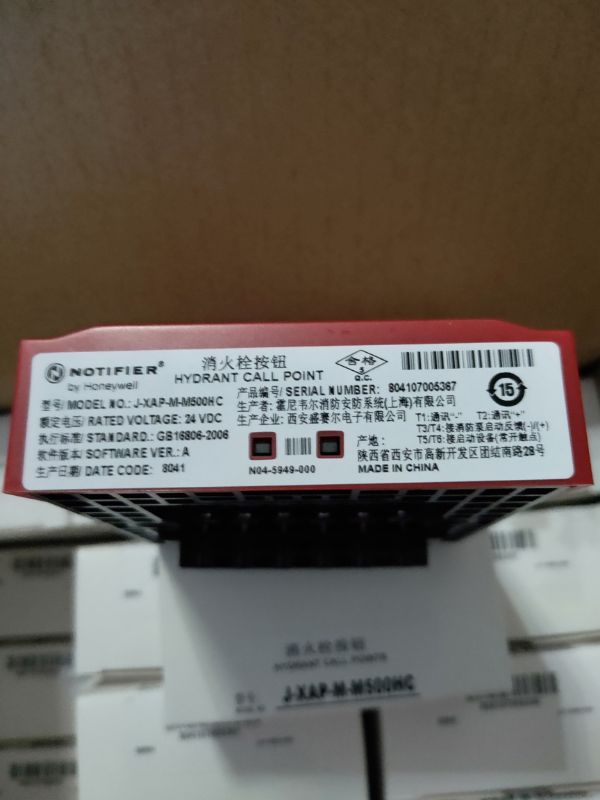 NOTIFIER®
by Honeywell
消火栓按钮
HYDRANT CALL POINT
合格
5
Q.C.
型号/ MODEL NO.: J-XAP-M-M500HC
额定电压/ RATED VOLTAGE: 24 VDC
执行标准/ STANDARD.: GB16806-2006
软件版本/ SOFTWARE VER.: A
生产日期/ DATE CODE: 8041
产品编号/ SERIAL NUMBER: 804107005367
生产者: 霍尼韦尔消防安防系统(上海)有限公司
生产企业: 西安盛赛尔电子有限公司
N04-5949-000
15
T1:通讯"-" T2:通讯"+"
T3/T4:接消防泵启动反馈(-)/(+)
T5/T6:接启动设备(常开触点)
产地:
陕西省西安市高新开发区团结南路28号
MADE IN CHINA
消火栓按钮
HYDRANT CALL POINTS
J-XAP-M-M500HC